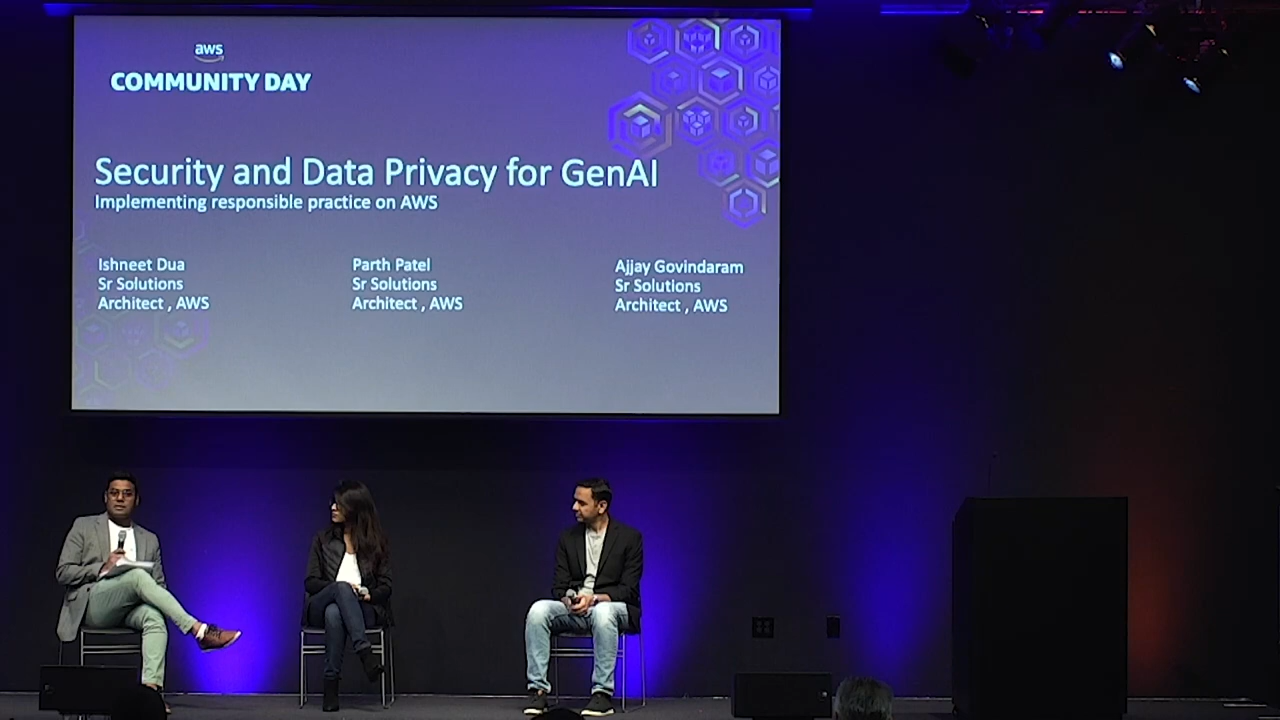 aws
COMMUNITY DAY
Security and Data Privacy for GenAI
Implementing responsible practice on AWS
Ishneet Dua
Sr Solutions
Architect , AWS
Parth Patel
Sr Solutions
Architect , AWS
Ajjay Govindaram
Sr Solutions
Architect , AWS